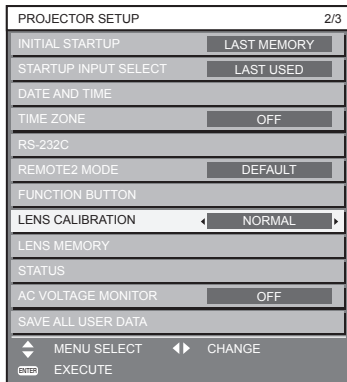 PROJECTOR SETUP 2/3
INITIAL STARTUP LAST MEMORY
STARTUP INPUT SELECT LAST USED
DATE AND TIME
TIME ZONE OFF
RS-232C
REMOTE2 MODE DEFAULT
FUNCTION BUTTON
LENS CALIBRATION NORMAL
LENS MEMORY
STATUS
AC VOLTAGE MONITOR OFF
SAVE ALL USER DATA
MENU SELECT CHANGE
ENTER EXECUTE